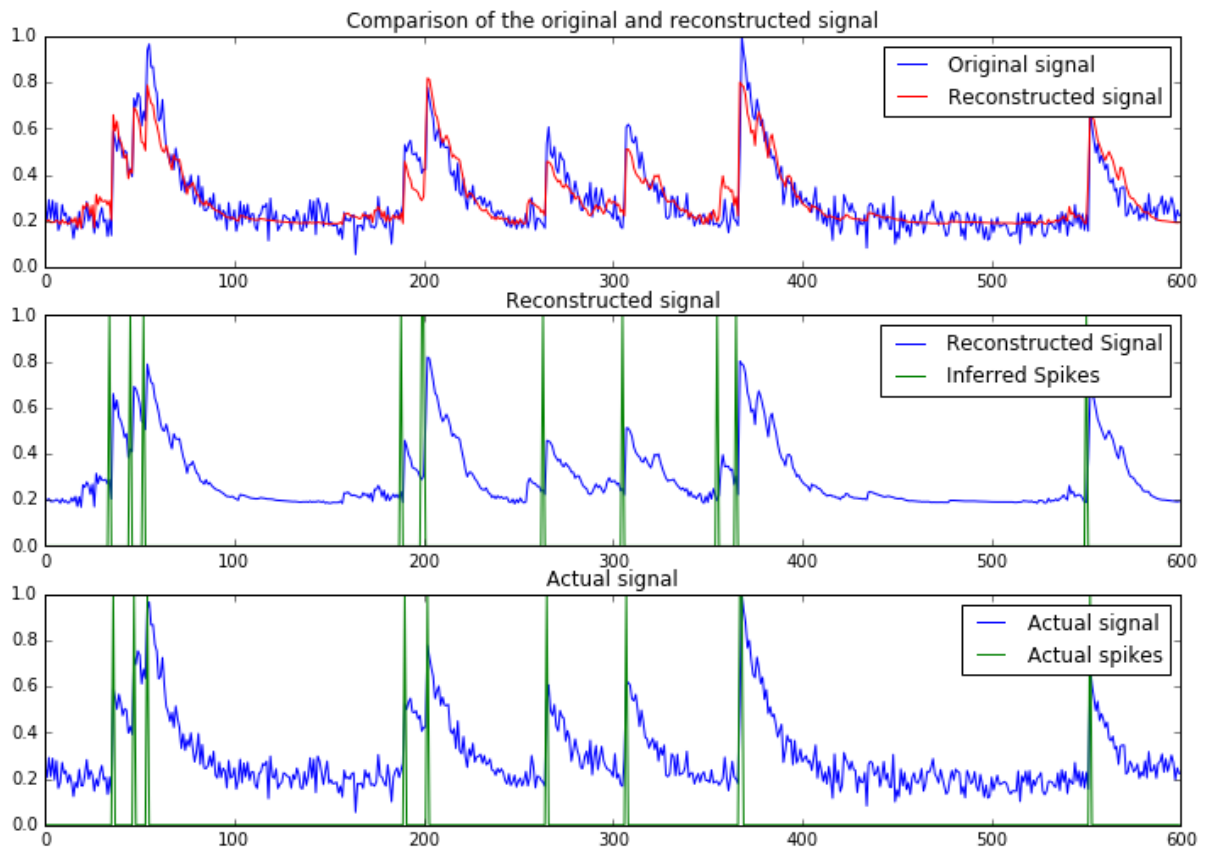 Comparison of the original and reconstructed signal
1.0
0.8
0.6
0.4
0.2
0.0
Original signal
Reconstructed signal
0 100 200 300 400 500 600
Reconstructed signal
1.0
0.8
0.6
0.4
0.2
0.0
Reconstructed Signal
Inferred Spikes
0 100 200 300 400 500 600
Actual signal
1.0
0.8
0.6
0.4
0.2
0.0
Actual signal
Actual spikes
0 100 200 300 400 500 600